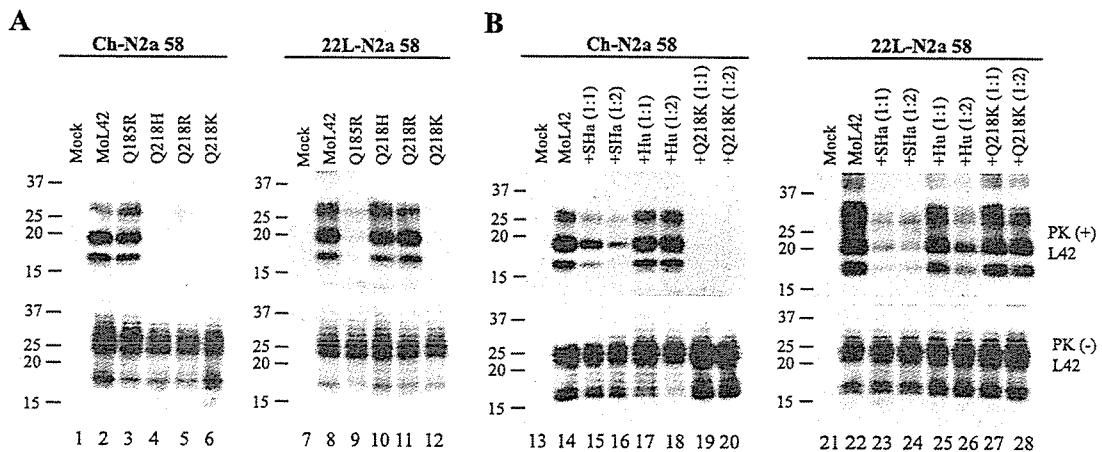 A
Ch-N2a 58
22L-N2a 58
Mock
MoL42
Q185R
Q218H
Q218R
Q218K
Mock
MoL42
Q185R
Q218H
Q218R
Q218K
37
25
20
15
37
25
20
15
37
25
20
15
37
25
20
15
1 2 3 4 5 6
7 8 9 10 11 12
B
Ch-N2a 58
22L-N2a 58
Mock
MoL42
+SHa (1:1)
+SHa (1:2)
+Hu (1:1)
+Hu (1:2)
+Q218K (1:1)
+Q218K (1:2)
Mock
MoL42
+SHa (1:1)
+SHa (1:2)
+Hu (1:1)
+Hu (1:2)
+Q218K (1:1)
+Q218K (1:2)
37
25
20
15
37
25
20
15
37
25
20
15
37
25
20
15
PK (+)
L42
PK (-)
L42
13 14 15 16 17 18 19 20
21 22 23 24 25 26 27 28